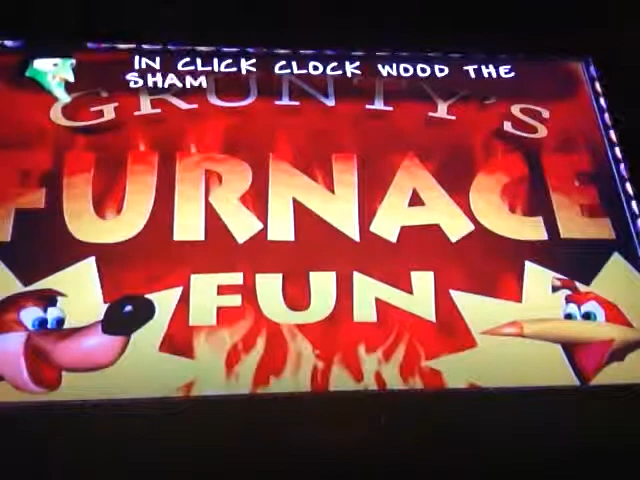 IN CLICK CLOCK WOOD THE
SHAM
GRUNTY'S
FURNACE
FUN